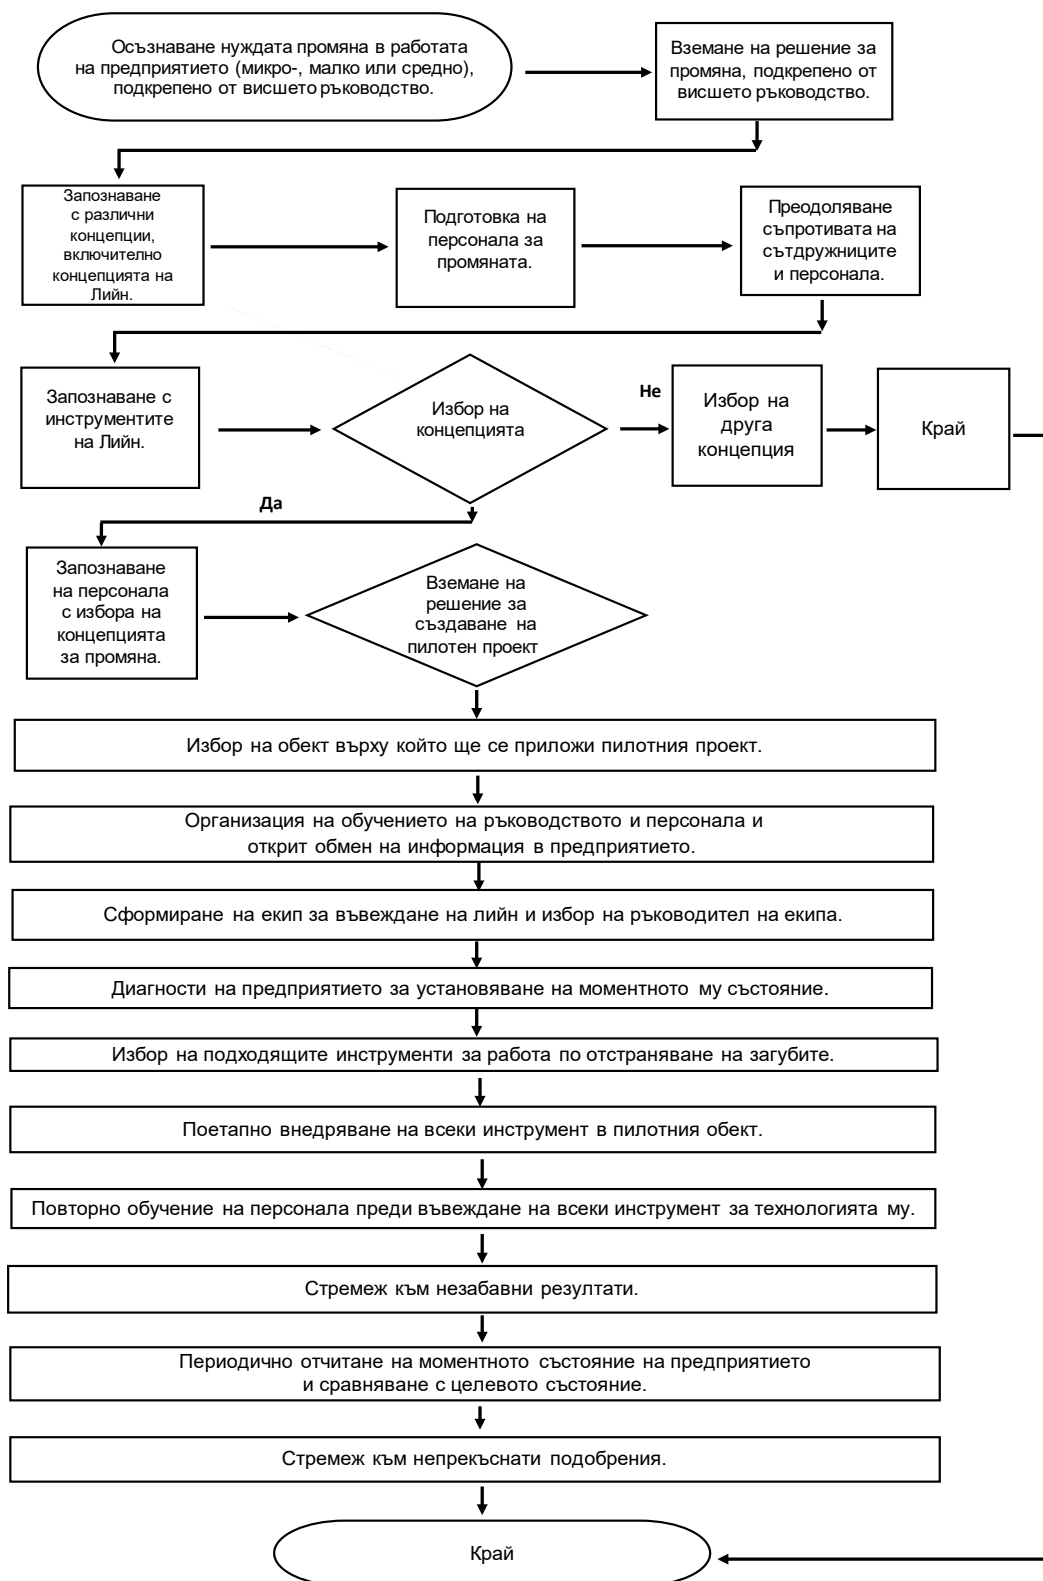 Осъзнаване нуждата промяна в работата
на предприятието (микро-, малко или средно),
подкрепено от висшето ръководство.
Вземане на решение за
промяна, подкрепено от
висшето ръководство.
Запознаване
с различни
концепции,
включително
концепцията на
Лийн.
Подготовка на
персонала за
промяната.
Преодоляване
съпротивата на
сътдружниците
и персонала.
Запознаване с
инструментите
на Лийн.
Избор на
концепцията
Не
Избор на
друга
концепция
Край
Да
Запознаване
на персонала
с избора на
концепцията
за промяна.
Вземане на
решение за
създаване на
пилотен проект
Избор на обект върху който ще се приложи пилотния проект.
Организация на обучението на ръководството и персонала и
открит обмен на информация в предприятието.
Сформиране на екип за въвеждане на лийн и избор на ръководител на екипа.
Диагности на предприятието за установяване на моментното му състояние.
Избор на подходящите инструменти за работа по отстраняване на загубите.
Поетапно внедряване на всеки инструмент в пилотния обект.
Повторно обучение на персонала преди въвеждане на всеки инструмент за технологията му.
Стремеж към незабавни резултати.
Периодично отчитане на моментното състояние на предприятието
и сравняване с целевото състояние.
Стремеж към непрекъснати подобрения.
Край